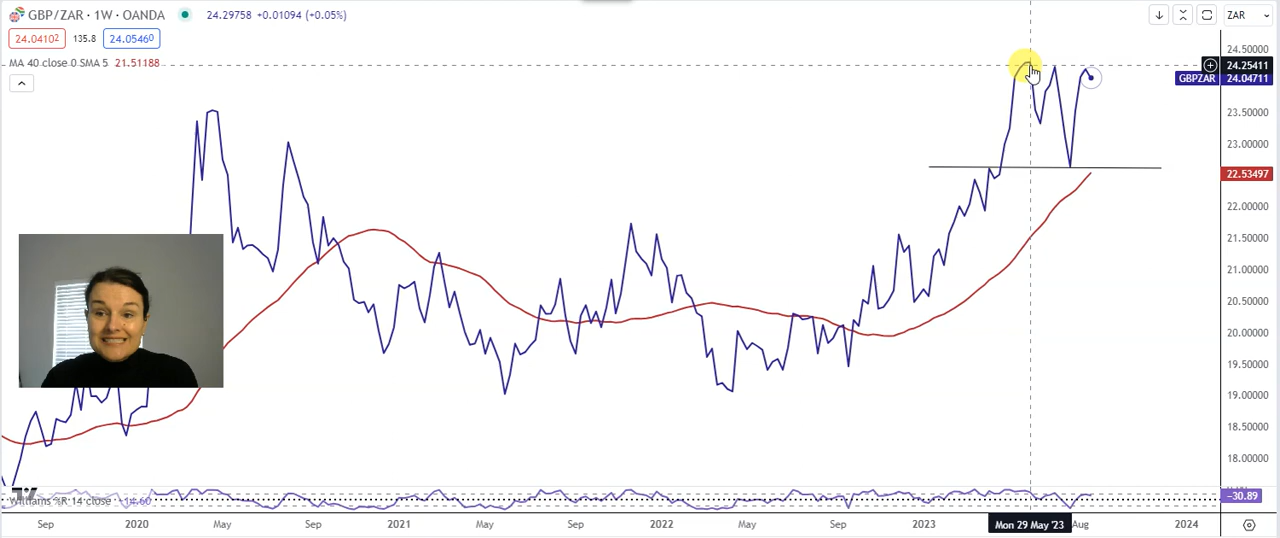 GBP/ZAR · 1W · OANDA 24.29758 +0.01094 (+0.05%) ZAR
24.04102 135.8 24.05460
MA 40 close 0 SMA 5 21.51188
24.50000
24.25411
GBPZAR 24.04711
23.50000
23.00000
22.53497
22.00000
21.50000
21.00000
20.50000
20.00000
19.50000
19.00000
18.50000
18.00000
Williams %R 14 close −14.60 −30.89
Sep 2020 May Sep 2021 May Sep 2022 May Sep 2023 Mon 29 May '23 Aug 2024